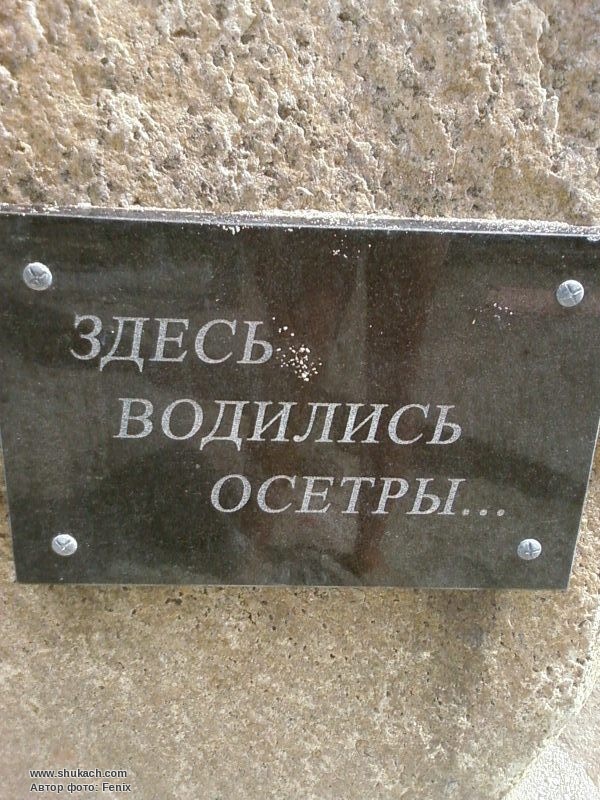 ЗДЕСЬ
ВОДИЛИСЬ
ОСЕТРЫ...
www.shukach.com
Автор фото: Fenix